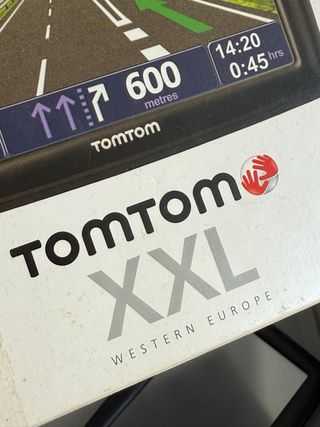 600
metres
14:20
0:45 hrs
TOMTOM
TOMTOM
XXL
WESTERN EUROPE